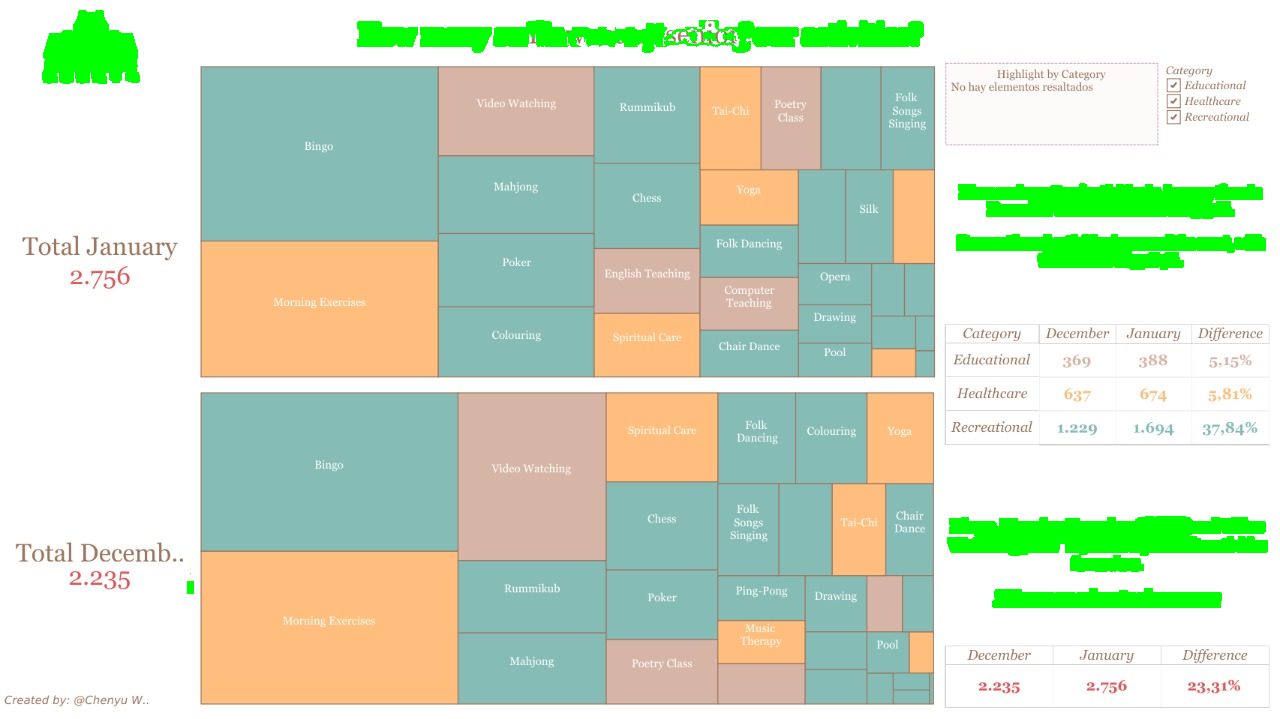 Highlight by Category
No hay elementos resaltados
Category
Educational
Healthcare
Recreational
Total January
2.756
Bingo
Morning Exercises
Video Watching
Mahjong
Poker
Colouring
Rummikub
Chess
English Teaching
Spiritual Care
Tai-Chi
Poetry
Class
Folk
Songs
Singing
Yoga
Folk Dancing
Computer
Teaching
Chair Dance
Silk
Opera
Drawing
Pool
Category December January Difference
Educational 369 388 5,15%
Healthcare 637 674 5,81%
Recreational 1.229 1.694 37,84%
Total Decemb..
2.235
Bingo
Morning Exercises
Video Watching
Rummikub
Mahjong
Spiritual Care
Chess
Poker
Poetry Class
Folk
Dancing
Colouring
Yoga
Folk
Songs
Singing
Tai-Chi
Chair
Dance
Ping-Pong
Drawing
Music
Therapy
Pool
December January Difference
2.235 2.756 23,31%
Created by: @Chenyu W..